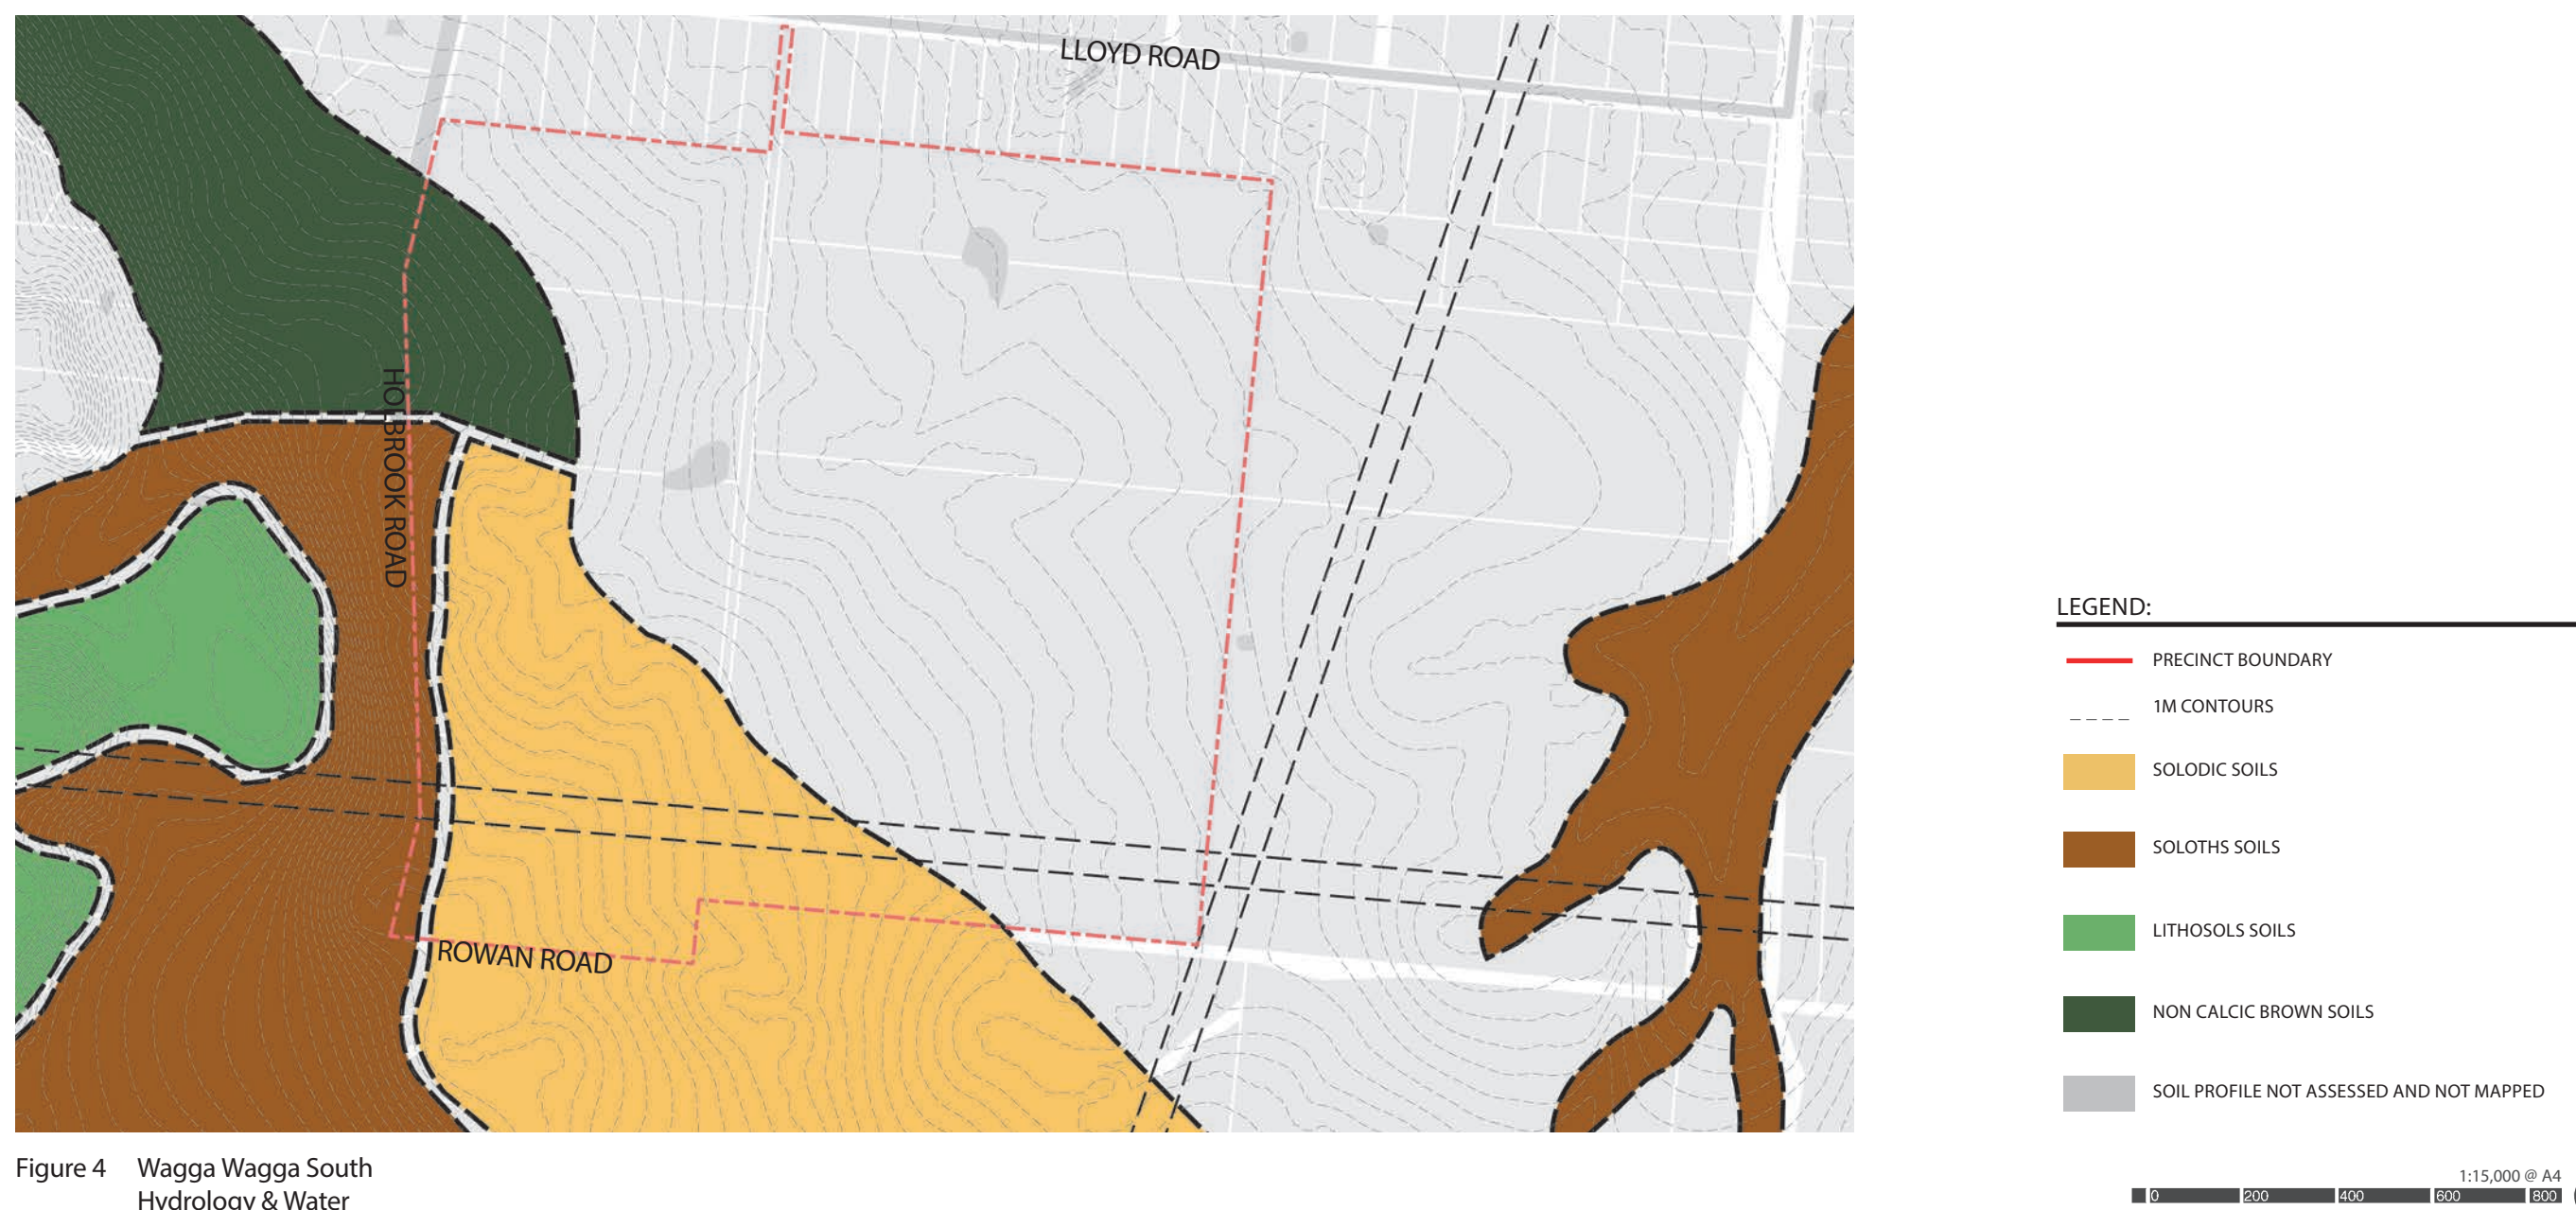 LLOYD ROAD
HOLBROOK ROAD
ROWAN ROAD
LEGEND:
PRECINCT BOUNDARY
1M CONTOURS
SOLODIC SOILS
SOLOTHS SOILS
LITHOSOLS SOILS
NON CALCIC BROWN SOILS
SOIL PROFILE NOT ASSESSED AND NOT MAPPED
Figure 4 Wagga Wagga South
Hydrology & Water
1:15,000 @ A4
0 200 400 600 800